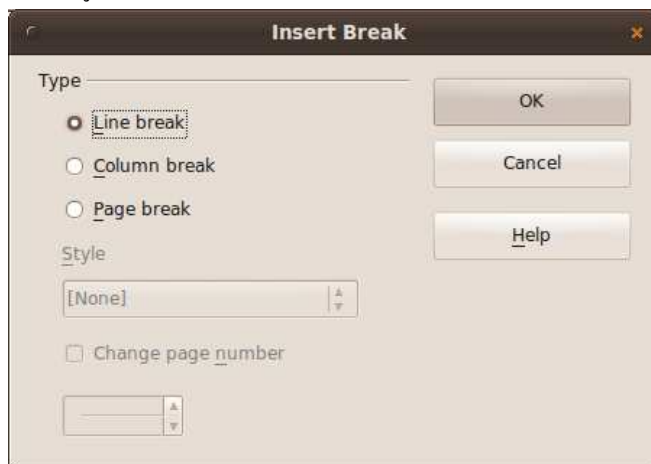 Insert Break
Type
Line break
Column break
Page break
Style
[None]
Change page number
OK
Cancel
Help